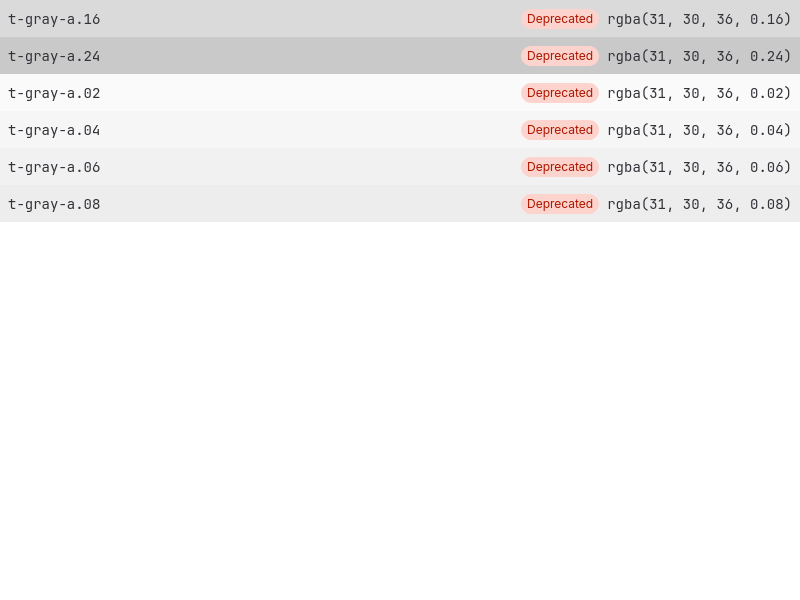 t-gray-a.16 Deprecated rgba(31, 30, 36, 0.16)
t-gray-a.24 Deprecated rgba(31, 30, 36, 0.24)
t-gray-a.02 Deprecated rgba(31, 30, 36, 0.02)
t-gray-a.04 Deprecated rgba(31, 30, 36, 0.04)
t-gray-a.06 Deprecated rgba(31, 30, 36, 0.06)
t-gray-a.08 Deprecated rgba(31, 30, 36, 0.08)